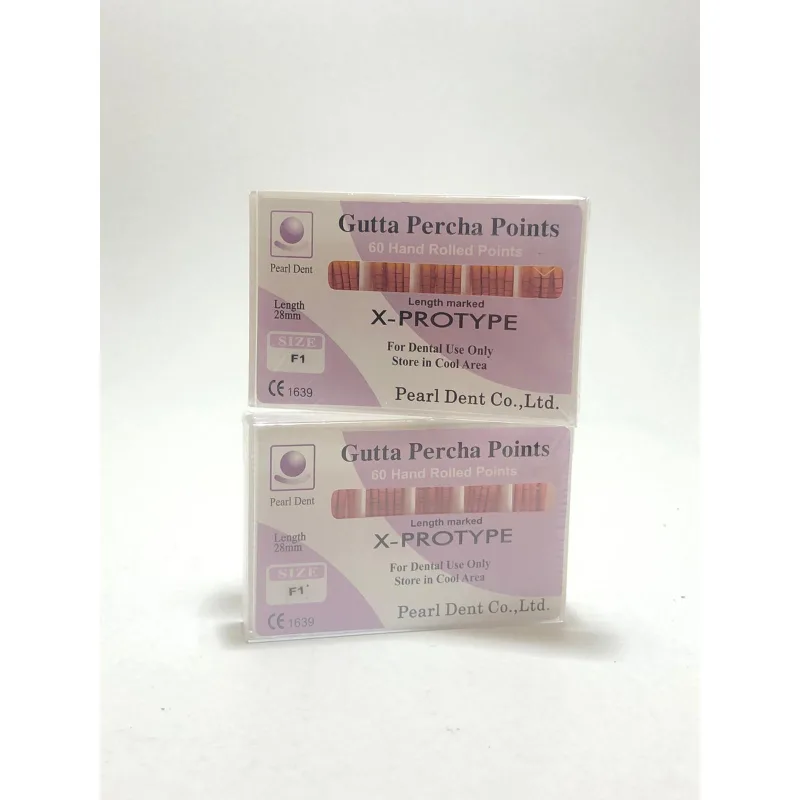 Gutta Percha Points
60 Hand Rolled Points
Pearl Dent
Length marked
X-PROTYPE
Length
28mm
SIZE
F1
For Dental Use Only
Store in Cool Area
CE 1639
Pearl Dent Co.,Ltd.
Gutta Percha Points
60 Hand Rolled Points
Pearl Dent
Length marked
X-PROTYPE
Length
28mm
SIZE
F1
For Dental Use Only
Store in Cool Area
CE 1639
Pearl Dent Co.,Ltd.